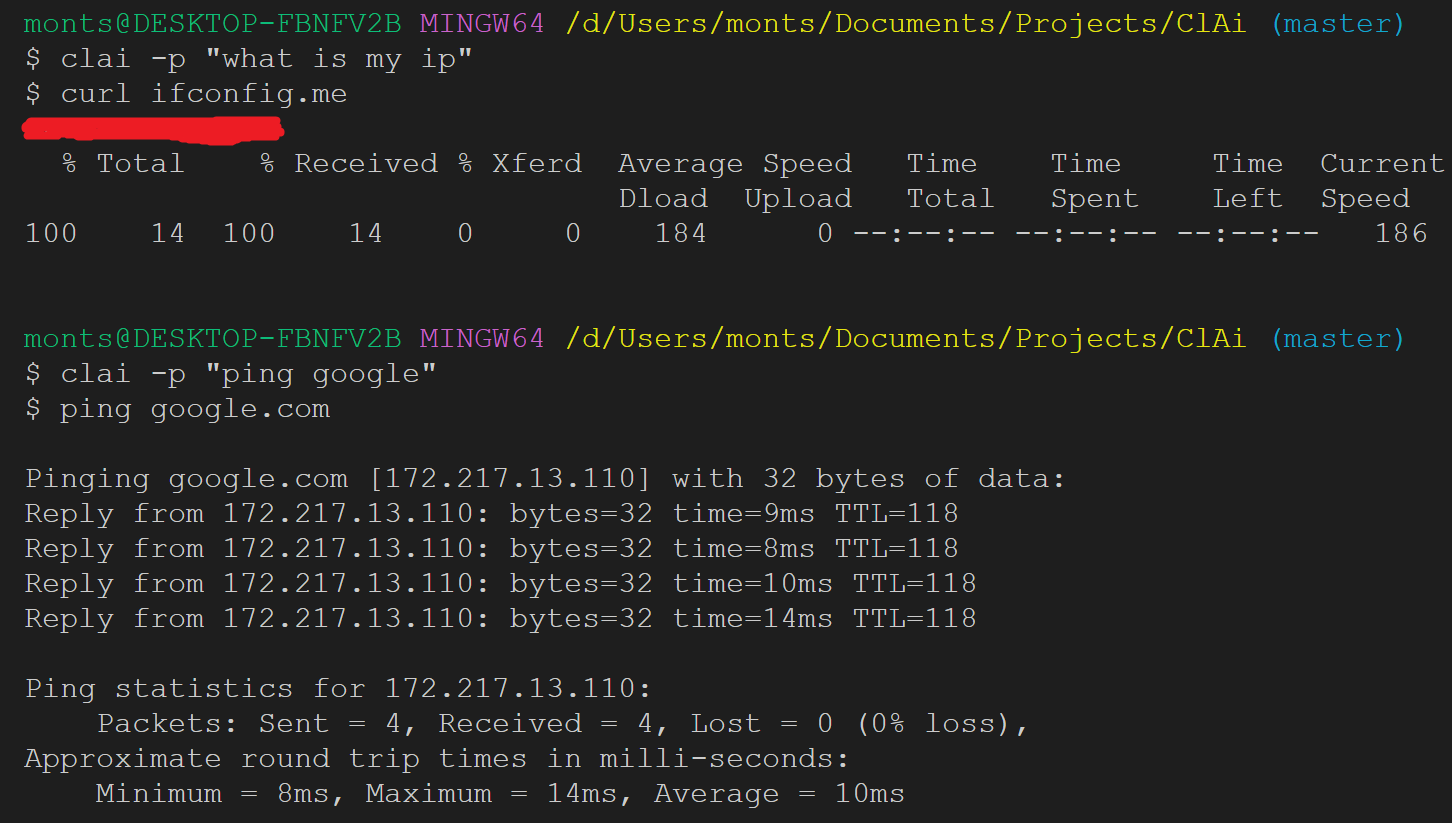 monts@DESKTOP-FBNFV2B MINGW64 /d/Users/monts/Documents/Projects/ClAi (master)
$ clai -p "what is my ip"
$ curl ifconfig.me
% Total % Received % Xferd Average Speed Time Time Time Current
Dload Upload Total Spent Left Speed
100 14 100 14 0 0 184 0 --:--:-- --:--:-- --:--:-- 186
monts@DESKTOP-FBNFV2B MINGW64 /d/Users/monts/Documents/Projects/ClAi (master)
$ clai -p "ping google"
$ ping google.com
Pinging google.com [172.217.13.110] with 32 bytes of data:
Reply from 172.217.13.110: bytes=32 time=9ms TTL=118
Reply from 172.217.13.110: bytes=32 time=8ms TTL=118
Reply from 172.217.13.110: bytes=32 time=10ms TTL=118
Reply from 172.217.13.110: bytes=32 time=14ms TTL=118
Ping statistics for 172.217.13.110:
Packets: Sent = 4, Received = 4, Lost = 0 (0% loss),
Approximate round trip times in milli-seconds:
Minimum = 8ms, Maximum = 14ms, Average = 10ms